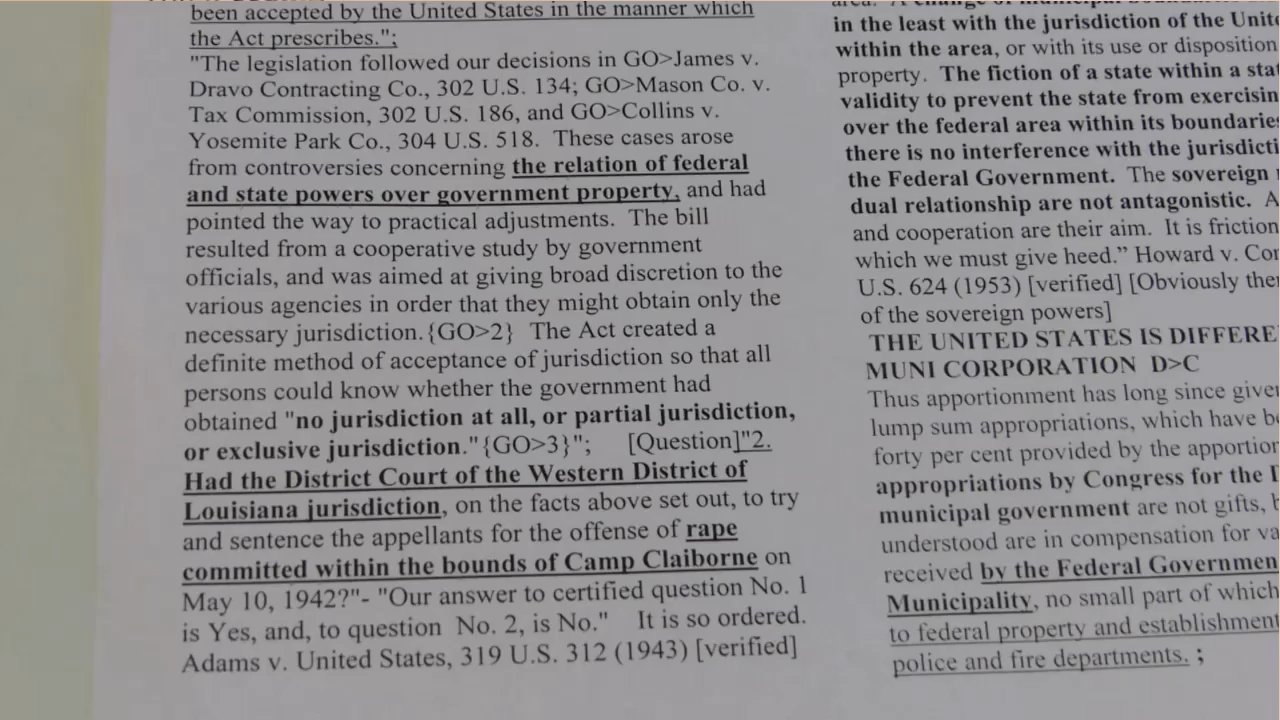 been accepted by the United States in the manner which
the Act prescribes.";
"The legislation followed our decisions in GO>James v.
Dravo Contracting Co., 302 U.S. 134; GO>Mason Co. v.
Tax Commission, 302 U.S. 186, and GO>Collins v.
Yosemite Park Co., 304 U.S. 518. These cases arose
from controversies concerning the relation of federal
and state powers over government property, and had
pointed the way to practical adjustments. The bill
resulted from a cooperative study by government
officials, and was aimed at giving broad discretion to the
various agencies in order that they might obtain only the
necessary jurisdiction.{GO>2} The Act created a
definite method of acceptance of jurisdiction so that all
persons could know whether the government had
obtained "no jurisdiction at all, or partial jurisdiction,
or exclusive jurisdiction."{GO>3}"; [Question]"2.
Had the District Court of the Western District of
Louisiana jurisdiction, on the facts above set out, to try
and sentence the appellants for the offense of rape
committed within the bounds of Camp Claiborne on
May 10, 1942?"- "Our answer to certified question No. 1
is Yes, and, to question No. 2, is No." It is so ordered.
Adams v. United States, 319 U.S. 312 (1943) [verified]
in the least with the jurisdiction of the
within the area, or with its use or disposition
property. The fiction of a state within a
validity to prevent the state from
over the federal area within its
there is no interference with the
the Federal Government. The sovereign
dual relationship are not antagonistic.
and cooperation are their aim. It is friction
which we must give heed.” Howard v.
U.S. 624 (1953) [verified] [Obviously
of the sovereign powers]
THE UNITED STATES IS
MUNI CORPORATION D>C
Thus apportionment has long since
lump sum appropriations, which have
forty per cent provided by the
appropriations by Congress for the
municipal government are not gifts,
understood are in compensation for
received by the Federal
Municipality, no small part of which
to federal property and
police and fire departments. ;